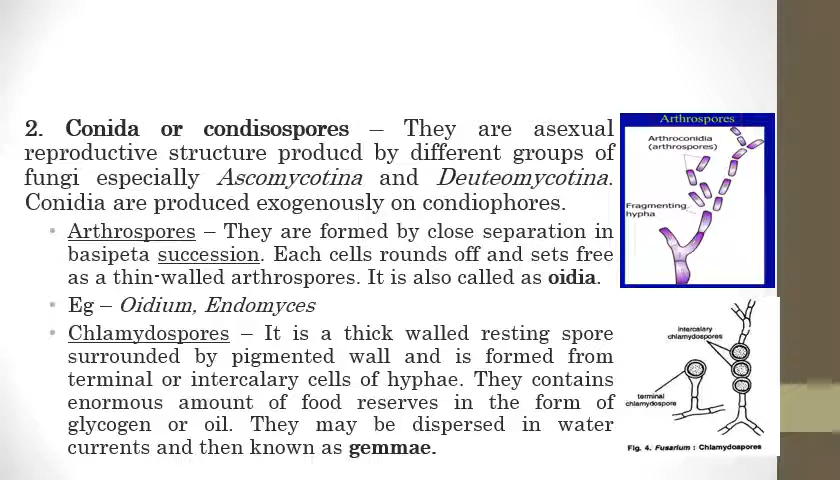 2. Conida or condisospores – They are asexual
reproductive structure producd by different groups of
fungi especially Ascomycotina and Deuteomycotina.
Conidia are produced exogenously on condiophores.
• Arthrospores – They are formed by close separation in
basipeta succession. Each cells rounds off and sets free
as a thin-walled arthrospores. It is also called as oidia.
• Eg – Oidium, Endomyces
• Chlamydospores – It is a thick walled resting spore
surrounded by pigmented wall and is formed from
terminal or intercalary cells of hyphae. They contains
enormous amount of food reserves in the form of
glycogen or oil. They may be dispersed in water
currents and then known as gemmae.
Arthrospores
Arthroconidia
(arthrospores)
Fragmenting
hypha
intercalary
chlamydospores
terminal
chlamydospore
Fig. 4. Fusarium : Chlamydospores